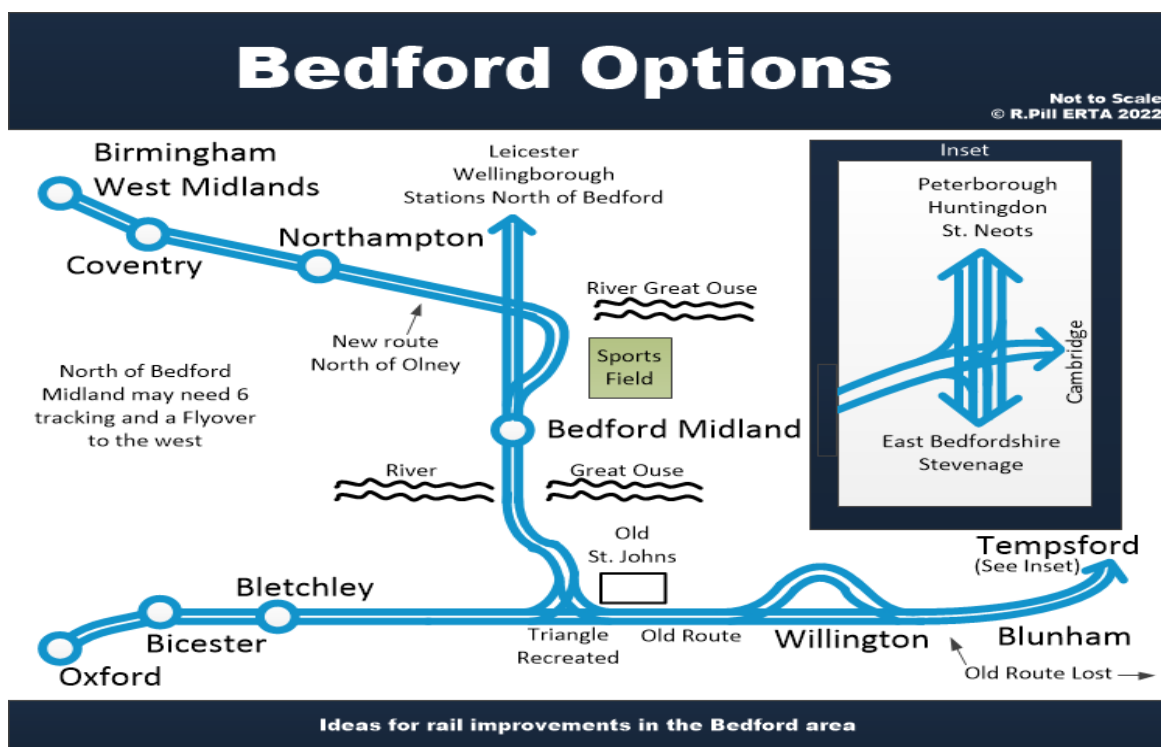 Bedford Options
Not to Scale
© R.Pill ERTA 2022
Birmingham
West Midlands
Coventry
Northampton
Leicester
Wellingborough
Stations North of Bedford
New route
North of Olney
North of Bedford
Midland may need 6
tracking and a Flyover
to the west
River Great Ouse
Sports
Field
Bedford Midland
River
Great Ouse
Inset
Peterborough
Huntingdon
St. Neots
Cambridge
East Bedfordshire
Stevenage
Old
St. Johns
Tempsford
(See Inset)
Bletchley
Bicester
Oxford
Triangle
Recreated
Old Route
Willington
Blunham
Old Route Lost
Ideas for rail improvements in the Bedford area